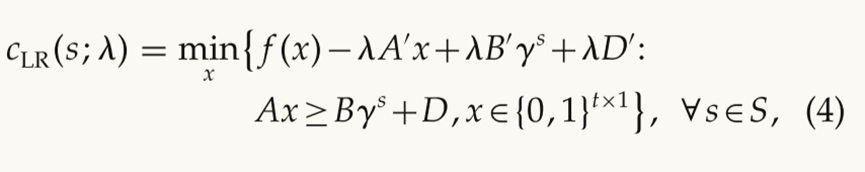 c_LR(s; λ) = min_x {f(x) − λA′x + λB′γ^s + λD′:
Ax ≥ Bγ^s + D, x ∈ {0, 1}^{t×1}}, ∀ s ∈ S, (4)